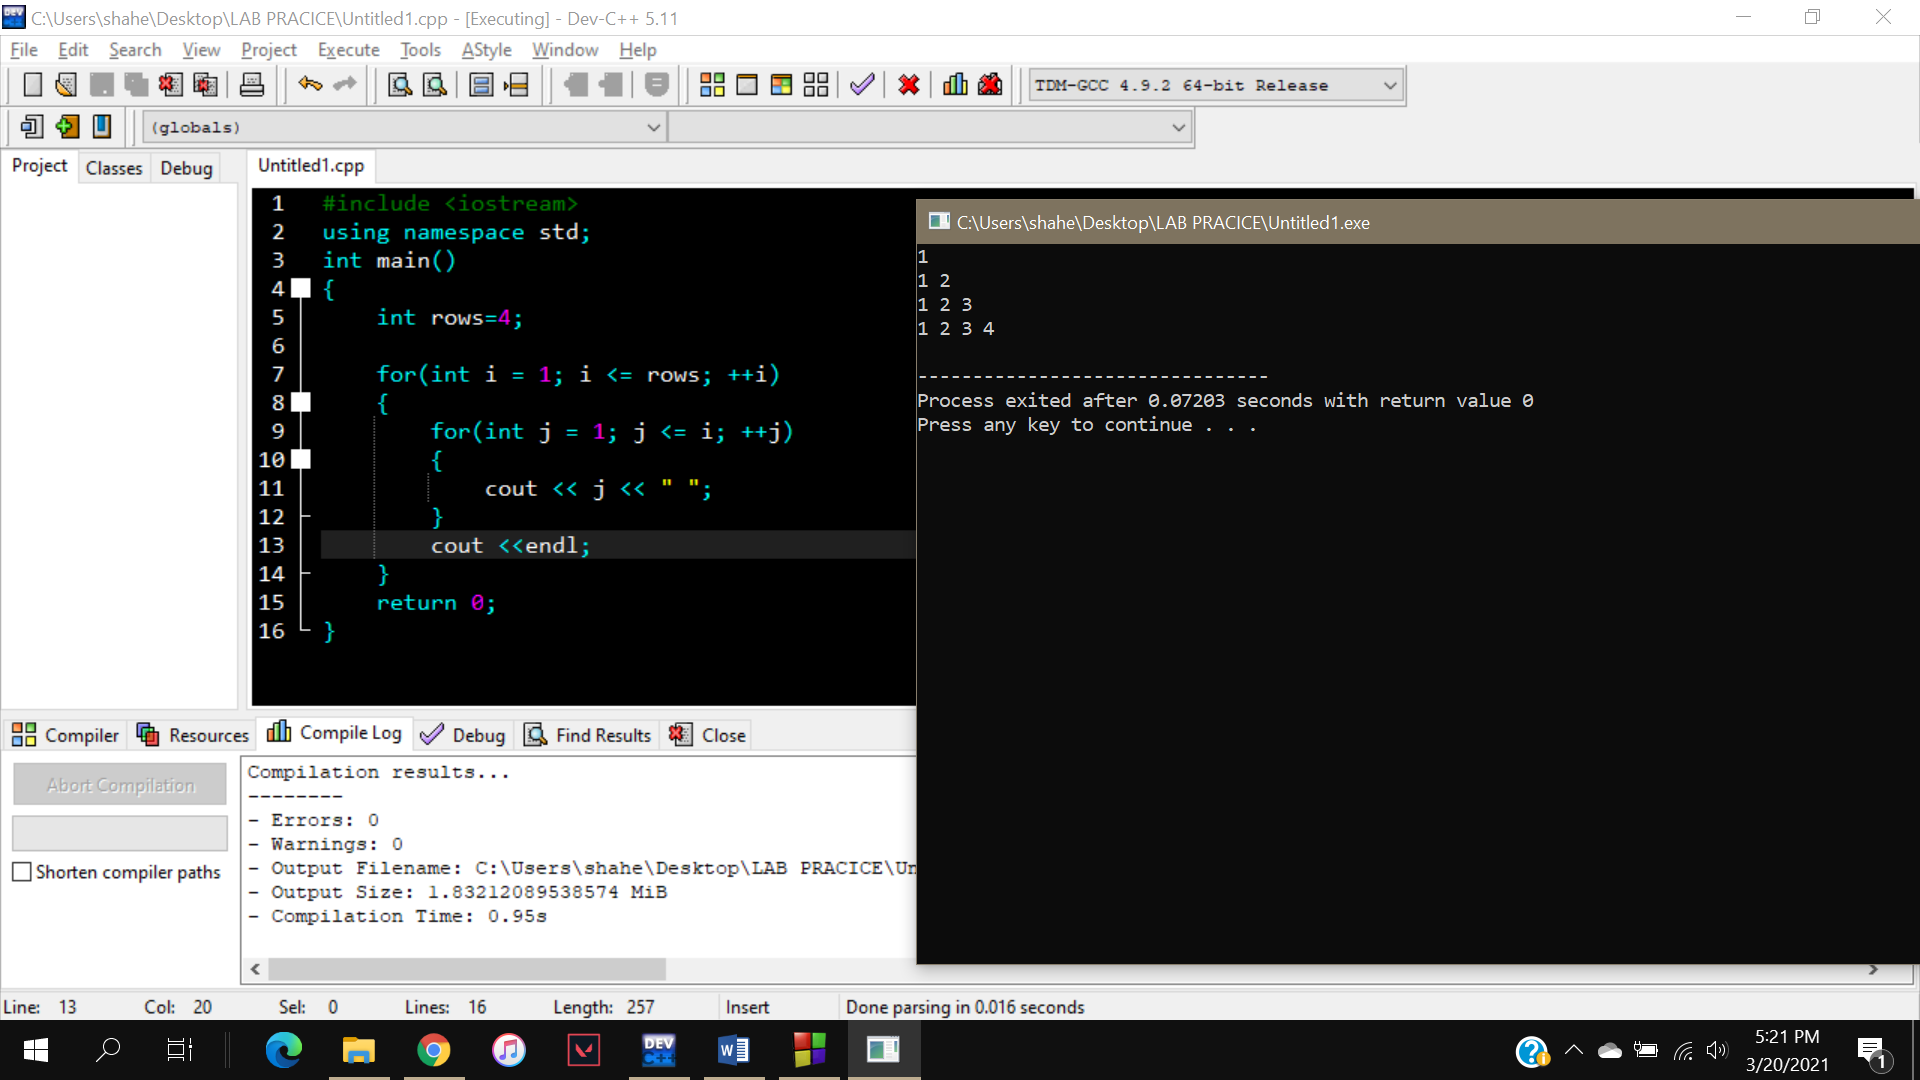 C:\Users\shahe\Desktop\LAB PRACICE\Untitled1.cpp - [Executing] - Dev-C++ 5.11
File Edit Search View Project Execute Tools AStyle Window Help
TDM-GCC 4.9.2 64-bit Release
(globals)
Project Classes Debug
Untitled1.cpp
1 #include <iostream>
2 using namespace std;
3 int main()
4 {
5 int rows=4;
6
7 for(int i = 1; i <= rows; ++i)
8 {
9 for(int j = 1; j <= i; ++j)
10 {
11 cout << j << " ";
12 }
13 cout <<endl;
14 }
15 return 0;
16 }
C:\Users\shahe\Desktop\LAB PRACICE\Untitled1.exe
1
1 2
1 2 3
1 2 3 4
--------------------------------
Process exited after 0.07203 seconds with return value 0
Press any key to continue . . .
Compiler Resources Compile Log Debug Find Results Close
Abort Compilation
Shorten compiler paths
Compilation results...
--------
- Errors: 0
- Warnings: 0
- Output Filename: C:\Users\shahe\Desktop\LAB PRACICE\Un
- Output Size: 1.83212089538574 MiB
- Compilation Time: 0.95s
Line: 13 Col: 20 Sel: 0 Lines: 16 Length: 257 Insert Done parsing in 0.016 seconds
DEV C++
5:21 PM
3/20/2021
1